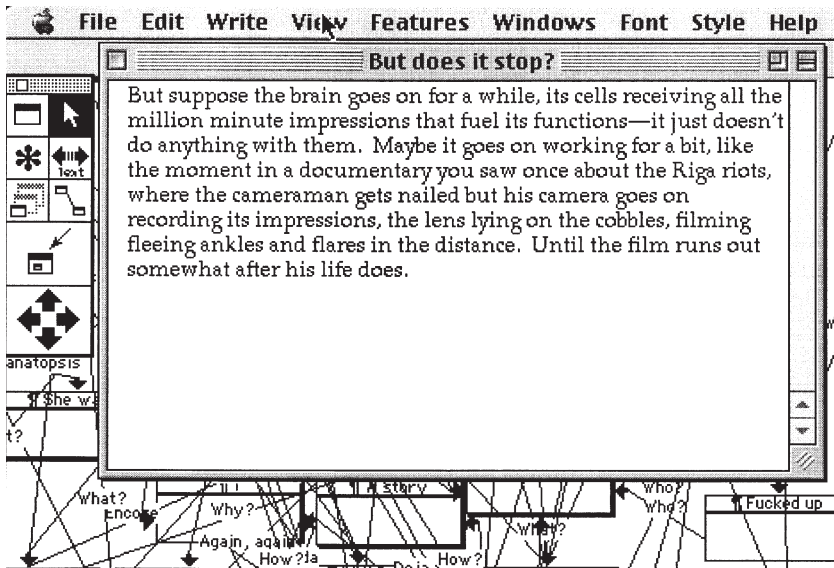 File Edit Write View Features Windows Font Style Help
But does it stop?
But suppose the brain goes on for a while, its cells receiving all the
million minute impressions that fuel its functions—it just doesn't
do anything with them.  Maybe it goes on working for a bit, like
the moment in a documentary you saw once about the Riga riots,
where the cameraman gets nailed but his camera goes on
recording its impressions, the lens lying on the cobbles, filming
fleeing ankles and flares in the distance.  Until the film runs out
somewhat after his life does.
Text
anatopsis
¶ She wa
t?
What?
Encore
Why?
Again, again
How?
¶ A story
Deja
How?
What?
Who?
Who?
¶ Fucked up